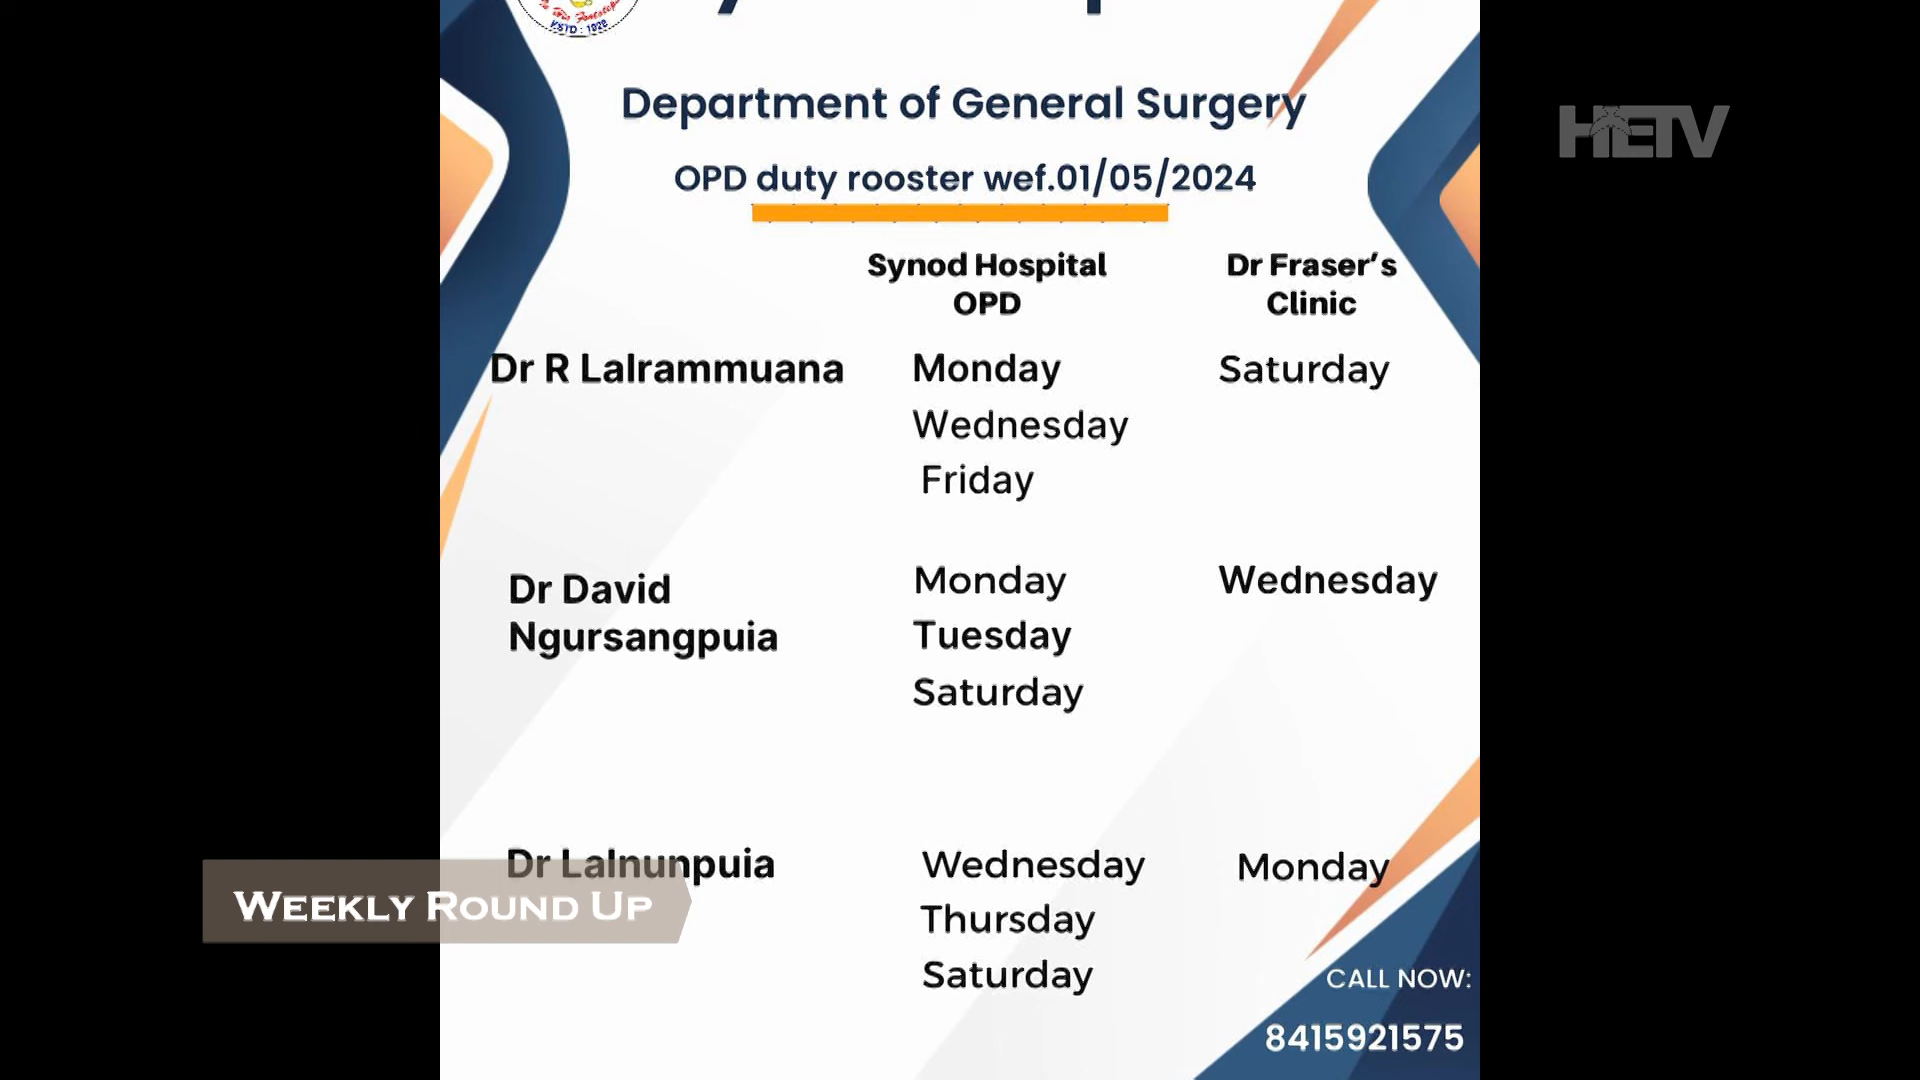 ESTD : 1928
Department of General Surgery
HETV
OPD duty rooster wef.01/05/2024
Synod Hospital OPD
Dr Fraser’s Clinic
Dr R Lalrammuana Monday Saturday
Wednesday
Friday
Dr David Ngursangpuia
Monday Wednesday
Tuesday
Saturday
Dr Lalnunpuia Wednesday Monday
WEEKLY ROUND UP
Thursday
Saturday
CALL NOW:
8415921575